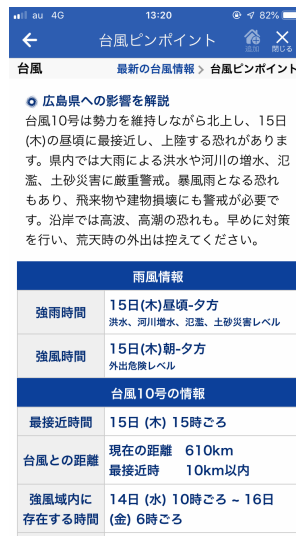 au 4G 13:20 82%
台風ピンポイント
追加 閉じる
台風 最新の台風情報 > 台風ピンポイント
広島県への影響を解説
台風10号は勢力を維持しながら北上し、15日
(木)の昼頃に最接近し、上陸する恐れがありま
す。県内では大雨による洪水や河川の増水、氾
濫、土砂災害に厳重警戒。暴風雨となる恐れ
もあり、飛来物や建物損壊にも警戒が必要で
す。沿岸では高波、高潮の恐れも。早めに対策
を行い、荒天時の外出は控えてください。
雨風情報
強雨時間 15日(木)昼頃-夕方
洪水、河川増水、氾濫、土砂災害レベル
強風時間 15日(木)朝-夕方
外出危険レベル
台風10号の情報
最接近時間 15日 (木) 15時ごろ
台風との距離 現在の距離 610km
最接近時 10km以内
強風域内に
存在する時間 14日 (水) 10時ごろ ~ 16日
(金) 6時ごろ